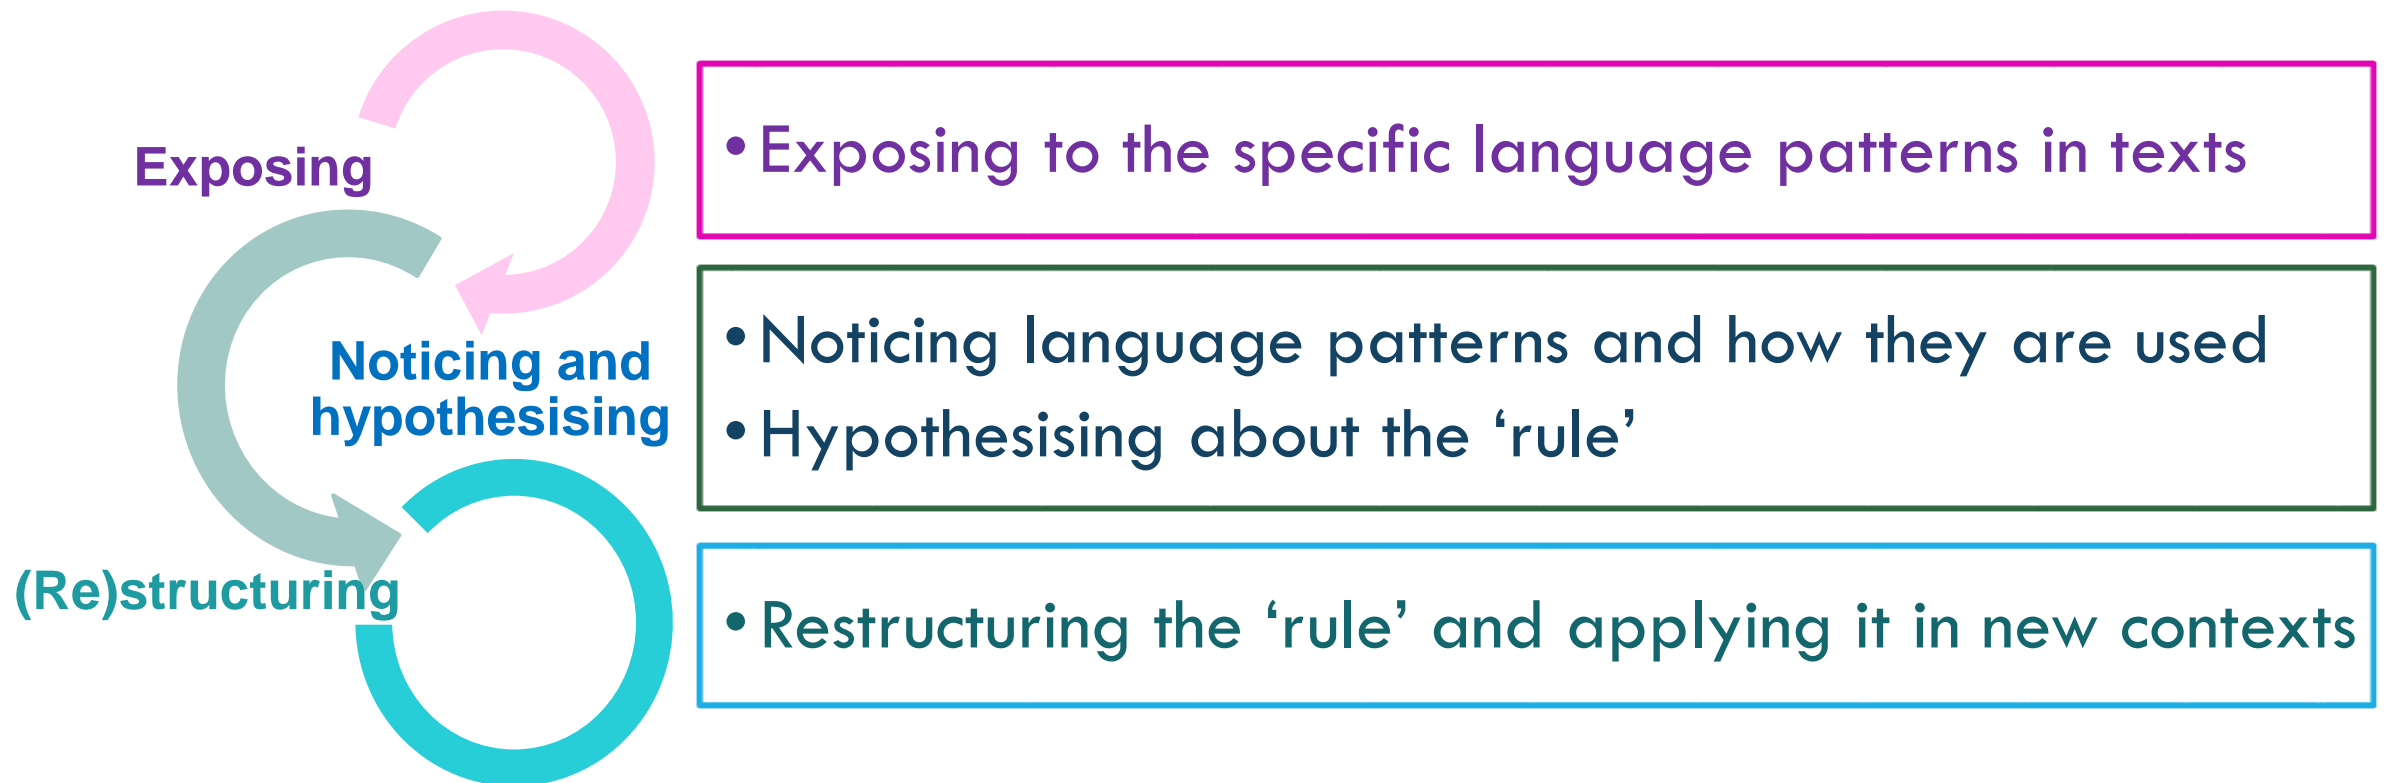 Exposing
• Exposing to the specific language patterns in texts
Noticing and
hypothesising
• Noticing language patterns and how they are used
• Hypothesising about the ‘rule’
(Re)structuring
• Restructuring the ‘rule’ and applying it in new contexts